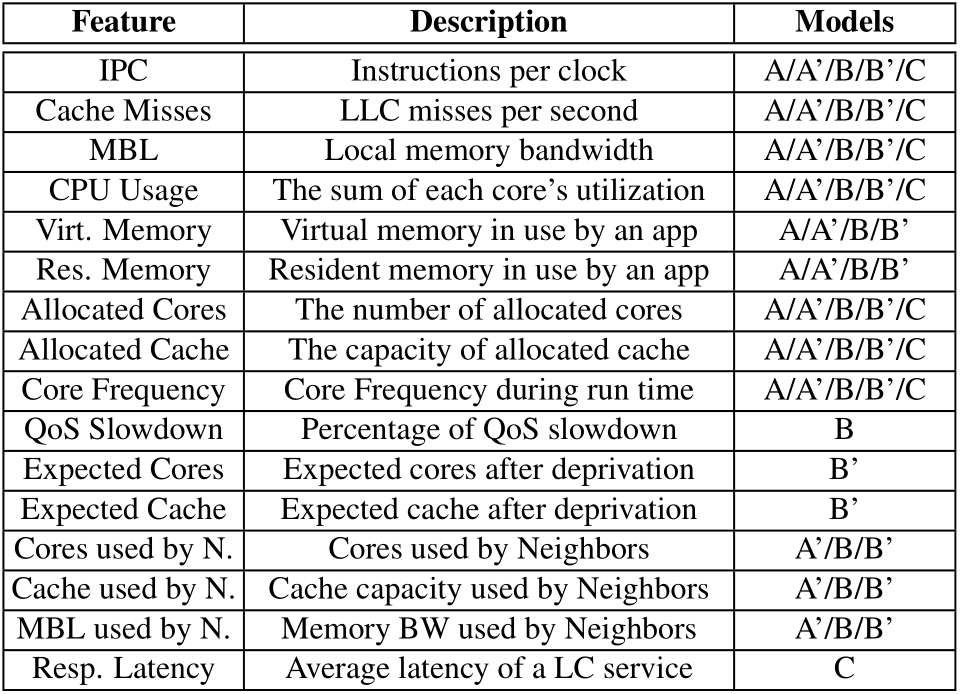 Feature Description Models
IPC Instructions per clock A/A’/B/B’/C
Cache Misses LLC misses per second A/A’/B/B’/C
MBL Local memory bandwidth A/A’/B/B’/C
CPU Usage The sum of each core’s utilization A/A’/B/B’/C
Virt. Memory Virtual memory in use by an app A/A’/B/B’
Res. Memory Resident memory in use by an app A/A’/B/B’
Allocated Cores The number of allocated cores A/A’/B/B’/C
Allocated Cache The capacity of allocated cache A/A’/B/B’/C
Core Frequency Core Frequency during run time A/A’/B/B’/C
QoS Slowdown Percentage of QoS slowdown B
Expected Cores Expected cores after deprivation B’
Expected Cache Expected cache after deprivation B’
Cores used by N. Cores used by Neighbors A’/B/B’
Cache used by N. Cache capacity used by Neighbors A’/B/B’
MBL used by N. Memory BW used by Neighbors A’/B/B’
Resp. Latency Average latency of a LC service C